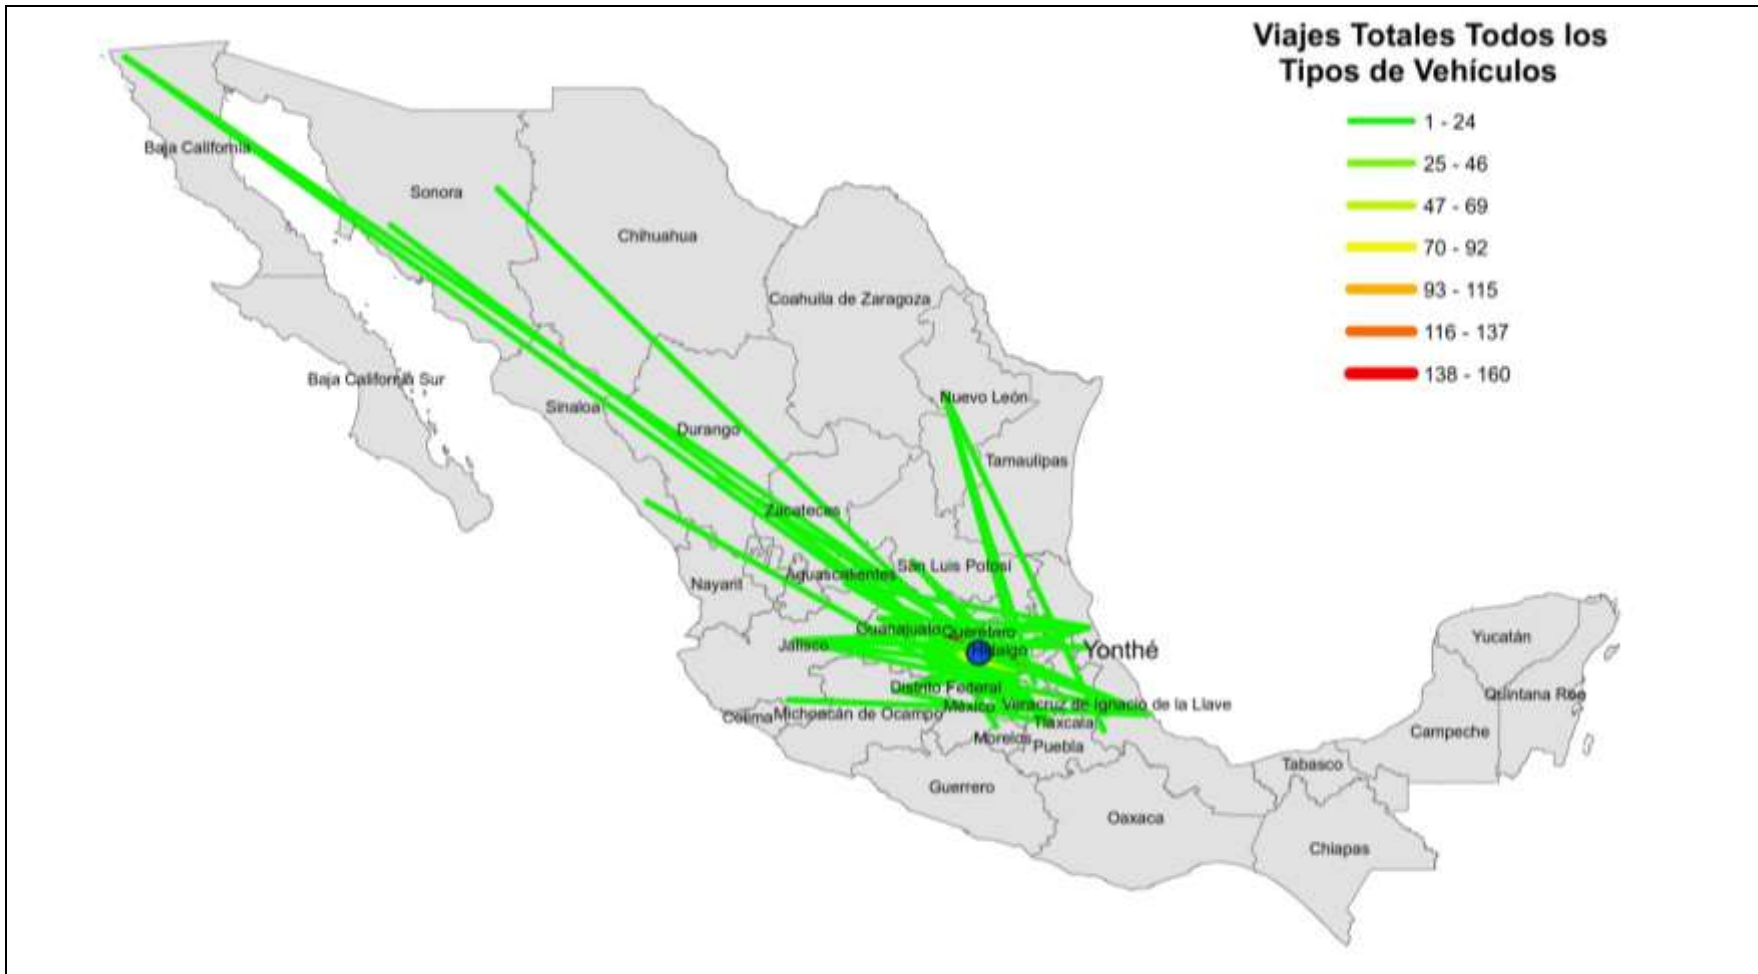 Viajes Totales Todos los
Tipos de Vehículos
1 - 24
25 - 46
47 - 69
70 - 92
93 - 115
116 - 137
138 - 160
Baja California
Sonora
Chihuahua
Coahuila de Zaragoza
Baja California Sur
Sinaloa
Nuevo León
Durango
Tamaulipas
Zacatecas
San Luis Potosí
Aguascalientes
Nayarit
Guanajuato
Querétaro
Jalisco
Hidalgo
Yonthé
Yucatán
Distrito Federal
Quintana Roo
México
Veracruz de Ignacio de la Llave
Colima
Michoacán de Ocampo
Tlaxcala
Campeche
Morelos
Puebla
Tabasco
Guerrero
Oaxaca
Chiapas